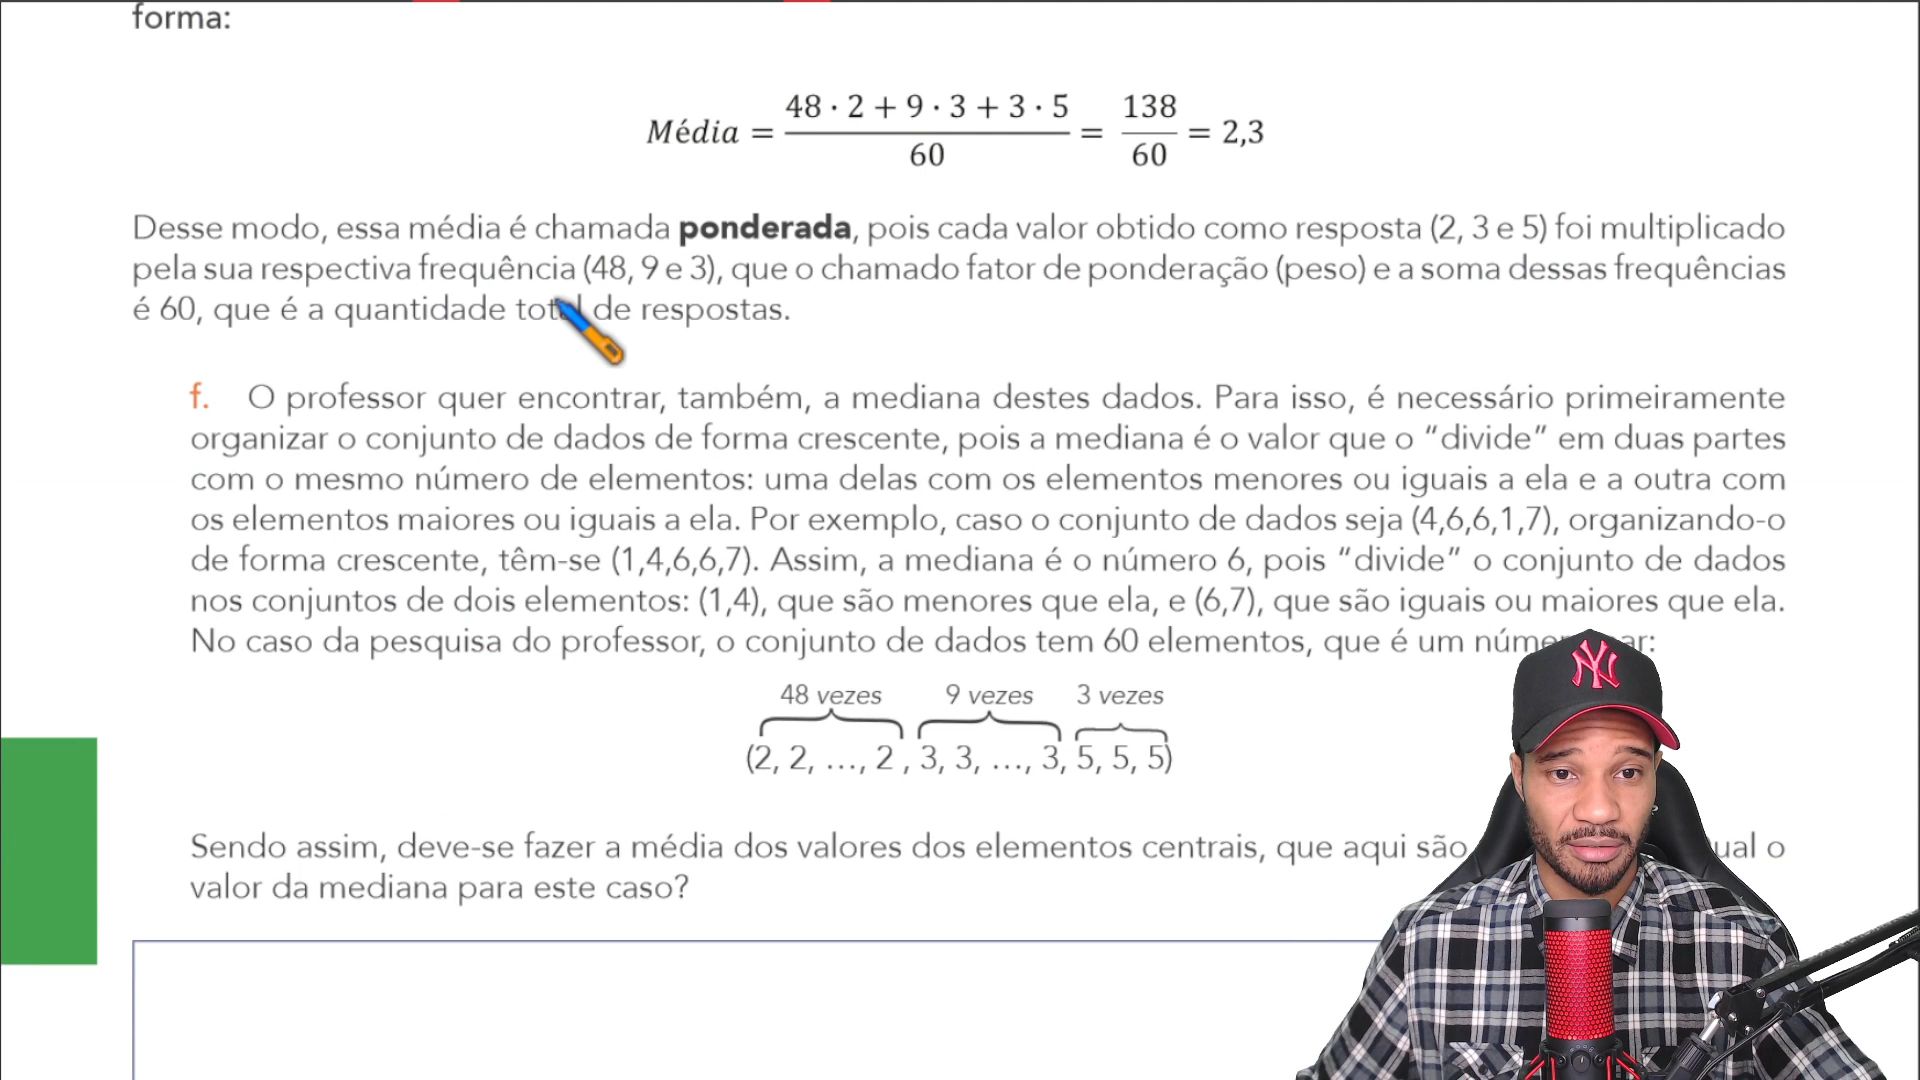 forma:
Média = 48 · 2 + 9 · 3 + 3 · 5 / 60 = 138 / 60 = 2,3
Desse modo, essa média é chamada ponderada, pois cada valor obtido como resposta (2, 3 e 5) foi multiplicado
pela sua respectiva frequência (48, 9 e 3), que o chamado fator de ponderação (peso) e a soma dessas frequências
é 60, que é a quantidade total de respostas.
f. O professor quer encontrar, também, a mediana destes dados. Para isso, é necessário primeiramente
organizar o conjunto de dados de forma crescente, pois a mediana é o valor que o “divide” em duas partes
com o mesmo número de elementos: uma delas com os elementos menores ou iguais a ela e a outra com
os elementos maiores ou iguais a ela. Por exemplo, caso o conjunto de dados seja (4,6,6,1,7), organizando-o
de forma crescente, têm-se (1,4,6,6,7). Assim, a mediana é o número 6, pois “divide” o conjunto de dados
nos conjuntos de dois elementos: (1,4), que são menores que ela, e (6,7), que são iguais ou maiores que ela.
No caso da pesquisa do professor, o conjunto de dados tem 60 elementos, que é um
48 vezes 9 vezes 3 vezes
(2, 2, ..., 2 , 3, 3, ..., 3, 5, 5, 5)
Sendo assim, deve-se fazer a média dos valores dos elementos centrais, que aqui são o
valor da mediana para este caso?
NY